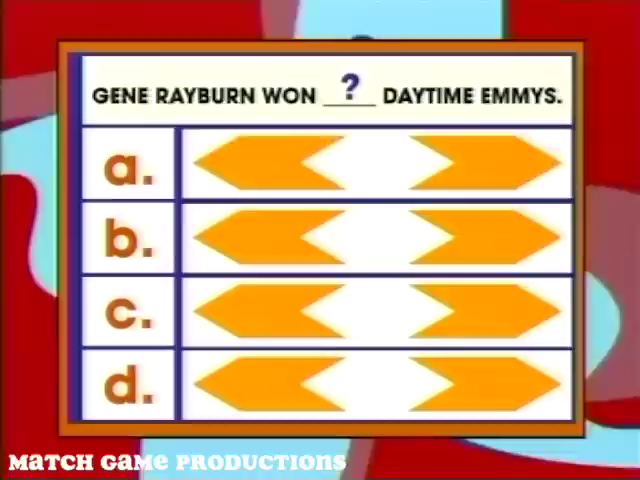 GENE RAYBURN WON ? DAYTIME EMMYS.
a.
b.
c.
d.
MATCH GAME PRODUCTIONS